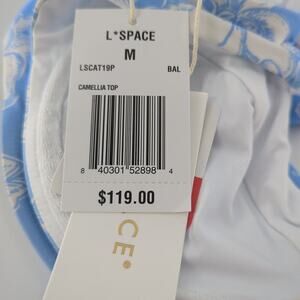 L*SPACE
M
LSCAT19P BAL
CAMELLIA TOP
8 40301 52898 4
$119.00
CE*